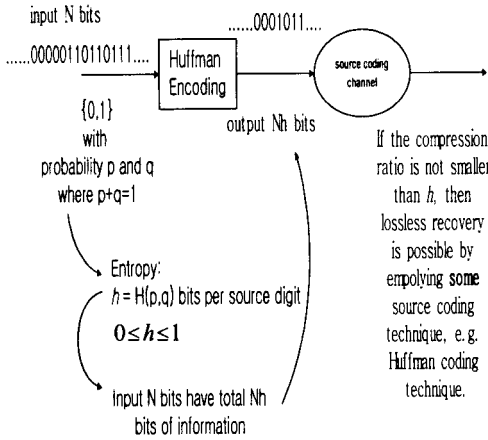 input N bits
......00000110110111....
Huffman
Encoding
......0001011....
source coding
channel
output Nh bits
{0,1}
with
probability p and q
where p+q=1
Entropy:
h = H(p,q) bits per source digit
0≤h≤1
Input N bits have total Nh
bits of information
If the compression
ratio is not smaller
than h, then
lossless recovery
is possible by
empolying some
source coding
technique, e.g.
Huffman coding
technique.